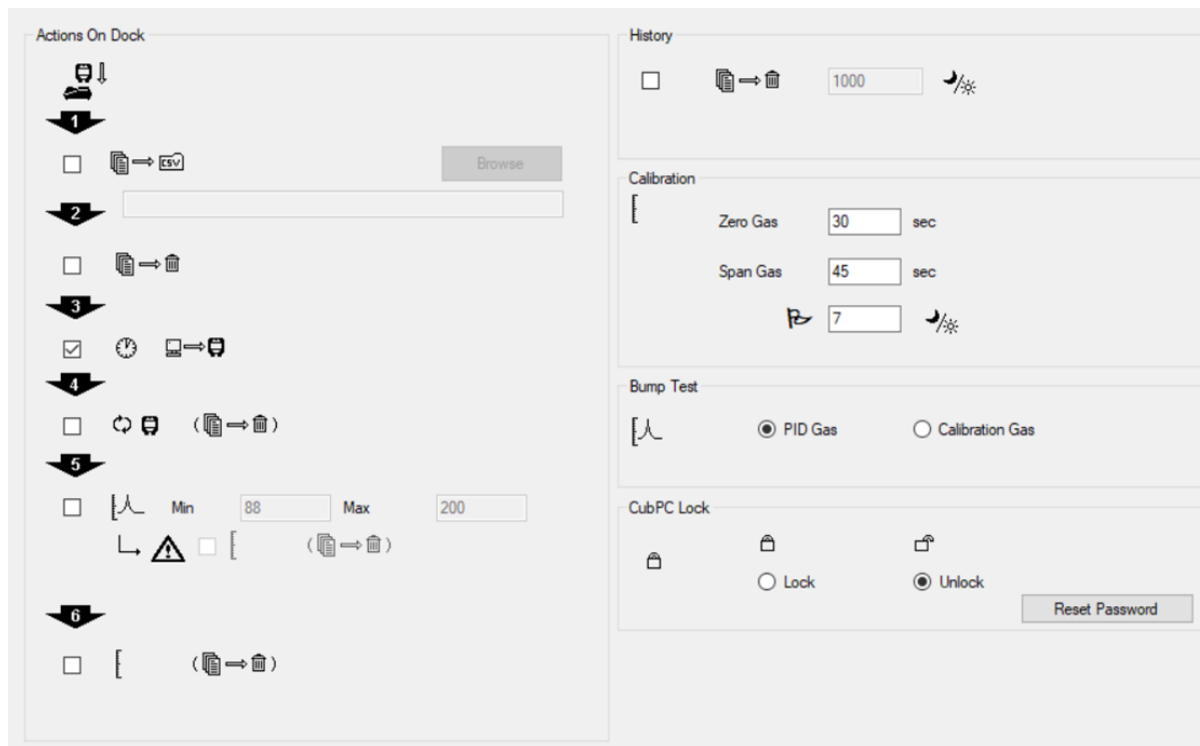 Actions On Dock
1
CSV
Browse
2
3
4
5
Min 88 Max 200
6
History
1000
Calibration
Zero Gas 30 sec
Span Gas 45 sec
7
Bump Test
PID Gas Calibration Gas
CubPC Lock
Lock Unlock
Reset Password